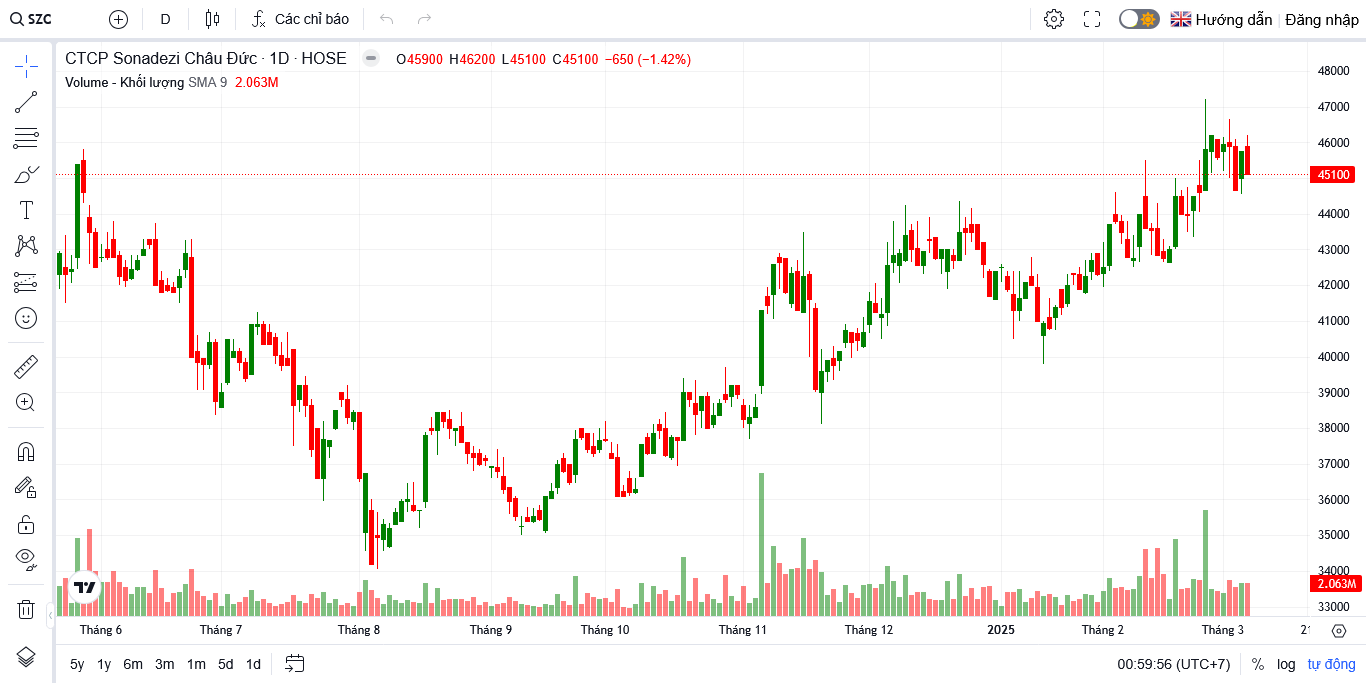 SZC D Các chỉ báo Hướng dẫn Đăng nhập
CTCP Sonadezi Châu Đức · 1D · HOSE O45900 H46200 L45100 C45100 −650 (−1.42%)
Volume - Khối lượng SMA 9 2.063M
48000
47000
46000
45100
44000
43000
42000
41000
40000
39000
38000
37000
36000
35000
34000
2.063M
33000
Tháng 6 Tháng 7 Tháng 8 Tháng 9 Tháng 10 Tháng 11 Tháng 12 2025 Tháng 2 Tháng 3 21
5y 1y 6m 3m 1m 5d 1d 00:59:56 (UTC+7) % log tự động